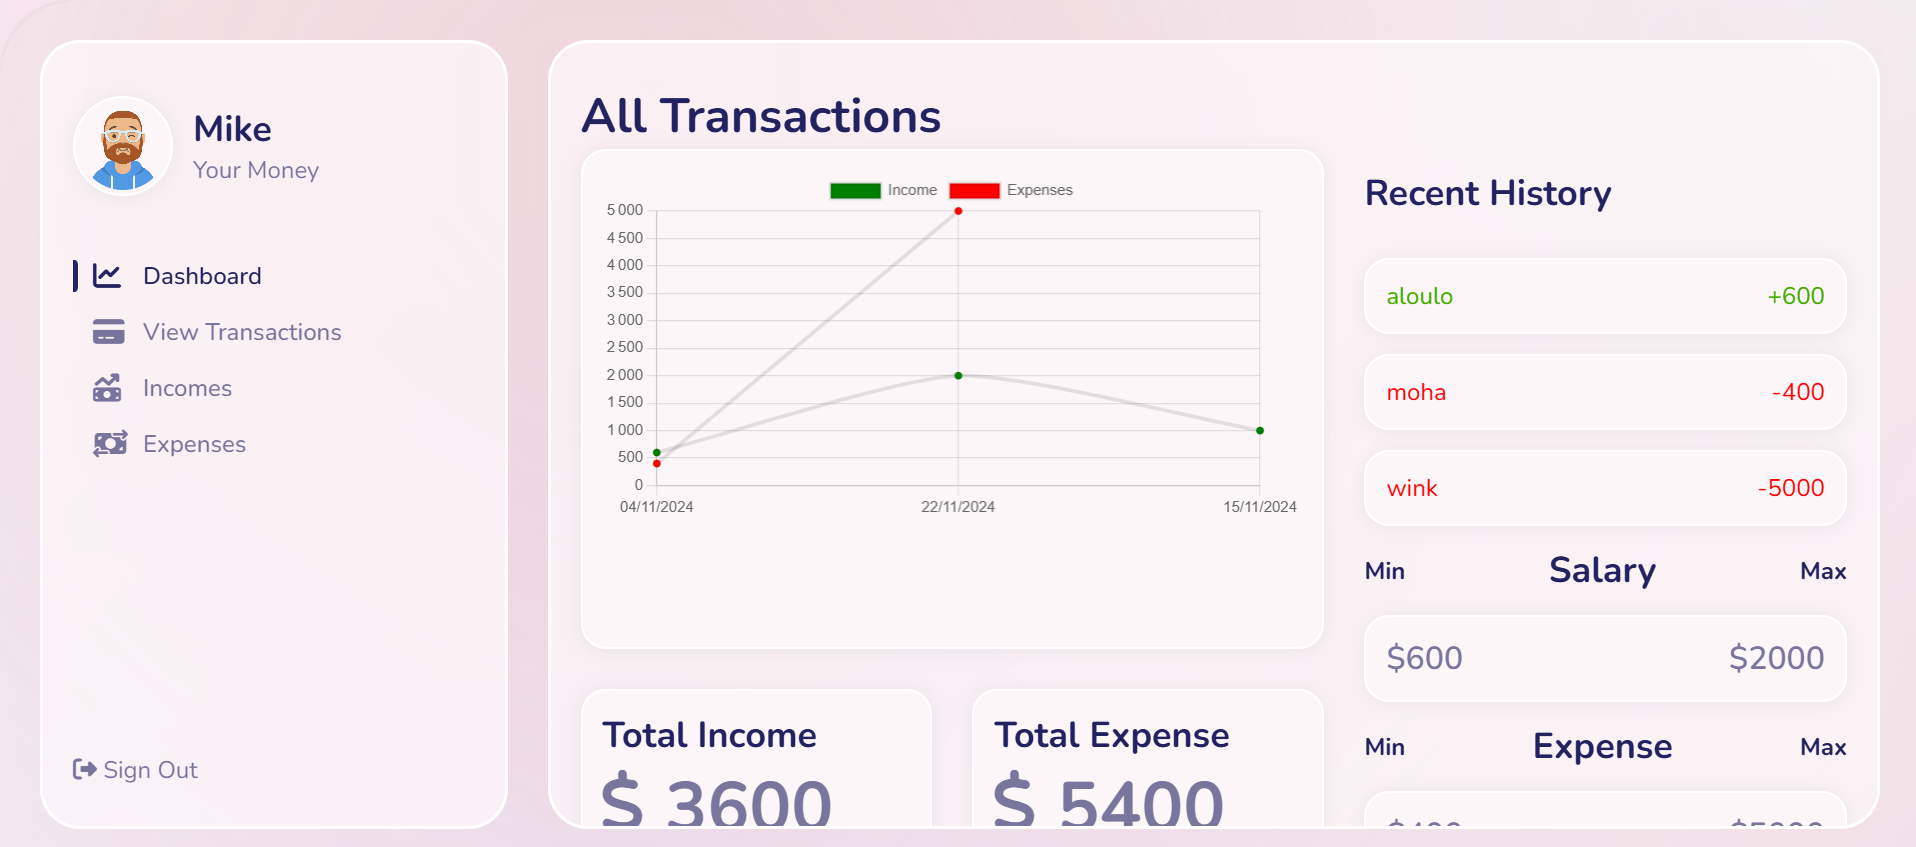 Mike
Your Money
Dashboard
View Transactions
Incomes
Expenses
Sign Out
All Transactions
Income Expenses
5 000
4 500
4 000
3 500
3 000
2 500
2 000
1 500
1 000
500
0
04/11/2024 22/11/2024 15/11/2024
Total Income
$ 3600
Total Expense
$ 5400
Recent History
aloulo +600
moha -400
wink -5000
Min Salary Max
$600 $2000
Min Expense Max